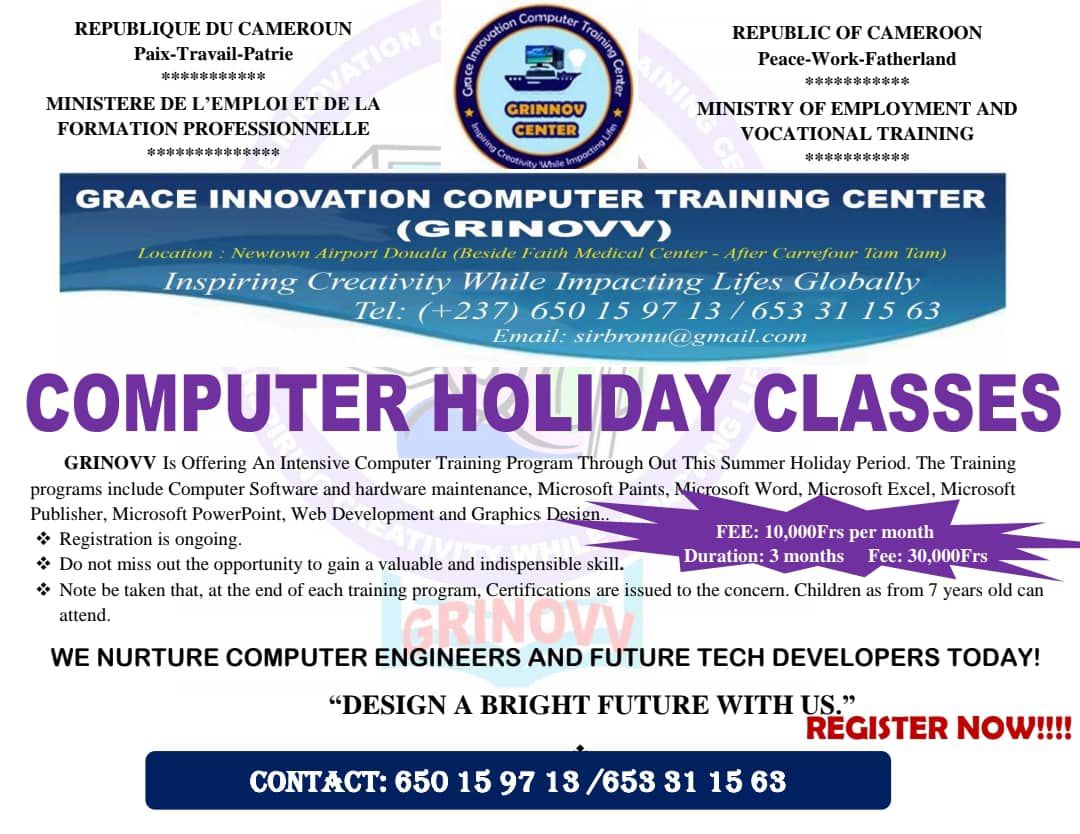 REPUBLIQUE DU CAMEROUN
Paix-Travail-Patrie
***********
MINISTERE DE L’EMPLOI ET DE LA
FORMATION PROFESSIONNELLE
**************
Grace Innovation Computer Training Center
GRINNOV
CENTER
Inspiring Creativity While Impacting Lifes
REPUBLIC OF CAMEROON
Peace-Work-Fatherland
***********
MINISTRY OF EMPLOYMENT AND
VOCATIONAL TRAINING
***********
GRACE INNOVATION COMPUTER TRAINING CENTER
(GRINOVV)
Location : Newtown Airport Douala (Beside Faith Medical Center - After Carrefour Tam Tam)
Inspiring Creativity While Impacting Lifes Globally
Tel: (+237) 650 15 97 13 / 653 31 15 63
Email: sirbronu@gmail.com
COMPUTER HOLIDAY CLASSES
GRINOVV Is Offering An Intensive Computer Training Program Through Out This Summer Holiday Period. The Training
programs include Computer Software and hardware maintenance, Microsoft Paints, Microsoft Word, Microsoft Excel, Microsoft
Publisher, Microsoft PowerPoint, Web Development and Graphics Design..
FEE: 10,000Frs per month
Duration: 3 months Fee: 30,000Frs
❖ Registration is ongoing.
❖ Do not miss out the opportunity to gain a valuable and indispensible skill.
❖ Note be taken that, at the end of each training program, Certifications are issued to the concern. Children as from 7 years old can
attend.
GRINOVV
WE NURTURE COMPUTER ENGINEERS AND FUTURE TECH DEVELOPERS TODAY!
“DESIGN A BRIGHT FUTURE WITH US.”
REGISTER NOW!!!!
CONTACT: 650 15 97 13 /653 31 15 63